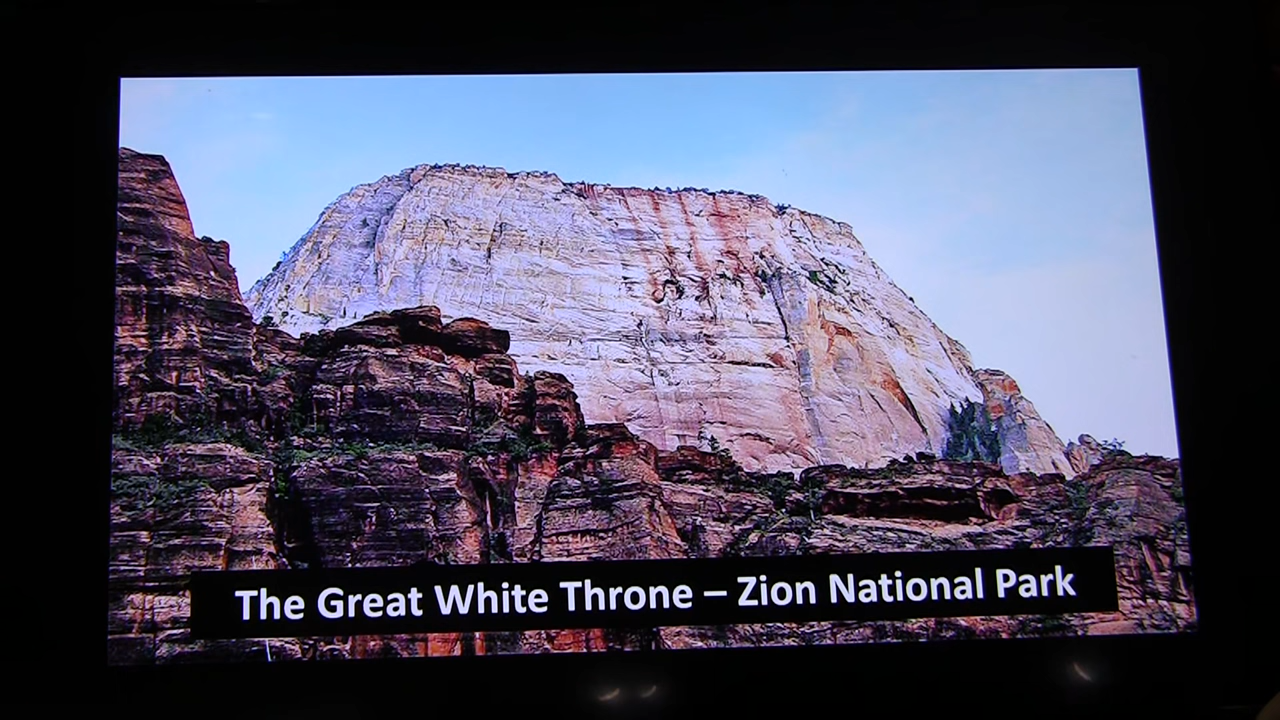 The Great White Throne – Zion National Park